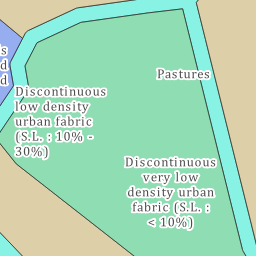 s
d
d
Pastures
Discontinuous
low density
urban fabric
(S.L. : 10% -
30%)
Discontinuous
very low
density urban
fabric (S.L. :
< 10%)